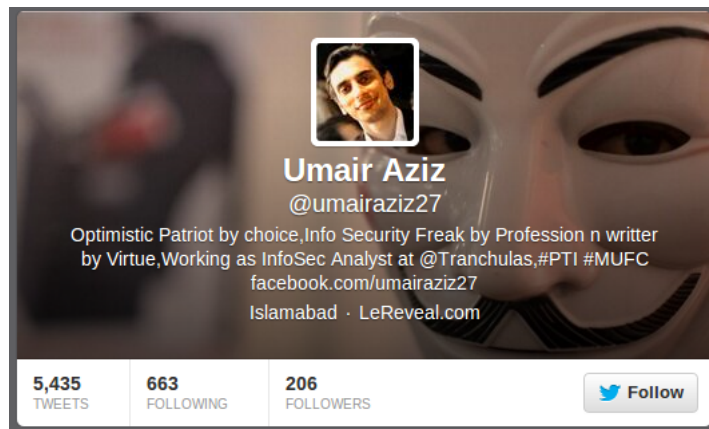 Umair Aziz
@umairaziz27
Optimistic Patriot by choice,Info Security Freak by Profession n writter
by Virtue,Working as InfoSec Analyst at @Tranchulas,#PTI #MUFC
facebook.com/umairaziz27
Islamabad · LeReveal.com
5,435 663 206
TWEETS FOLLOWING FOLLOWERS
Follow